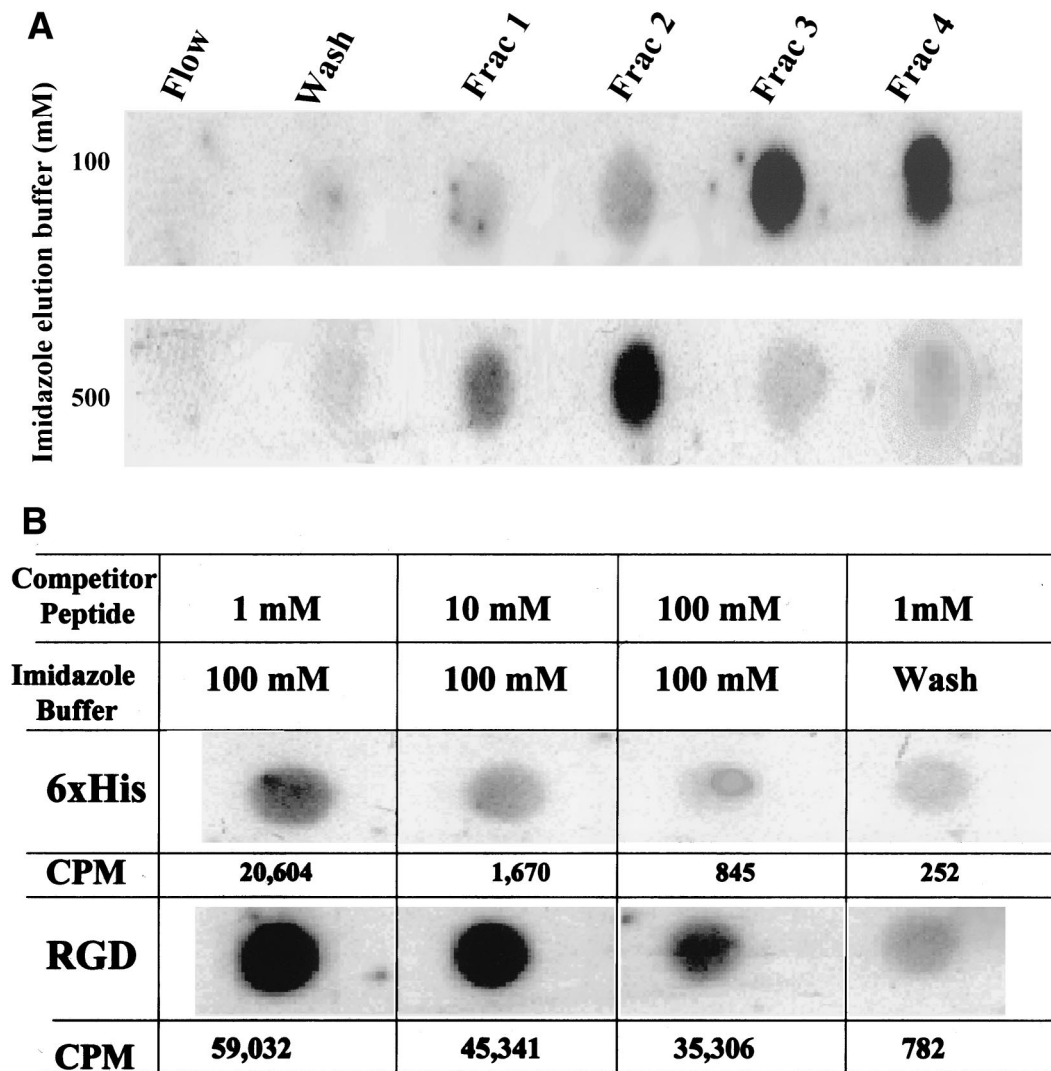 A
Flow Wash Frac 1 Frac 2 Frac 3 Frac 4
Imidazole elution buffer (mM)
100
500
B
Competitor
Peptide
1 mM 10 mM 100 mM 1mM
Imidazole
Buffer
100 mM 100 mM 100 mM Wash
6xHis
CPM 20,604 1,670 845 252
RGD
CPM 59,032 45,341 35,306 782